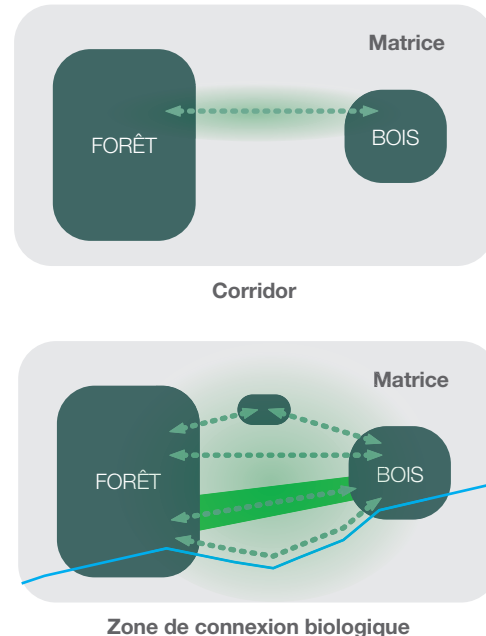 Matrice
FORÊT
BOIS
Corridor
Matrice
FORÊT
BOIS
Zone de connexion biologique